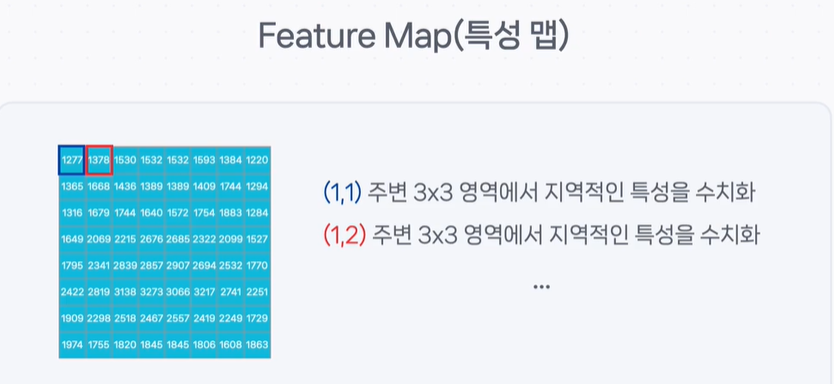 Feature Map(특성 맵)
1277 1378 1530 1532 1532 1593 1384 1220
1365 1668 1436 1389 1389 1409 1744 1294
1316 1679 1744 1640 1572 1754 1883 1284
1649 2069 2215 2676 2685 2322 2099 1527
1795 2341 2839 2857 2907 2694 2532 1770
2422 2819 3138 3273 3066 3217 2741 2251
1909 2298 2518 2467 2557 2419 2249 1729
1974 1755 1820 1845 1845 1806 1608 1863
(1,1) 주변 3x3 영역에서 지역적인 특성을 수치화
(1,2) 주변 3x3 영역에서 지역적인 특성을 수치화
...